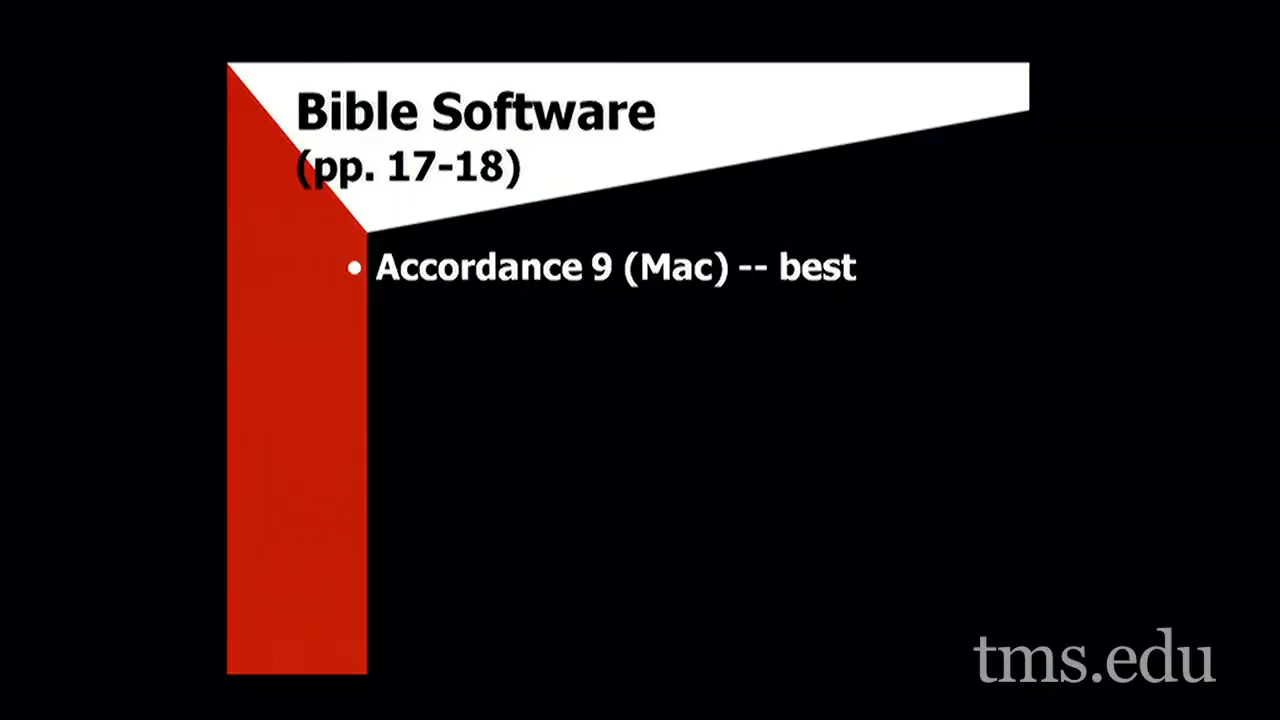 Bible Software
(pp. 17-18)
• Accordance 9 (Mac) -- best
tms.edu